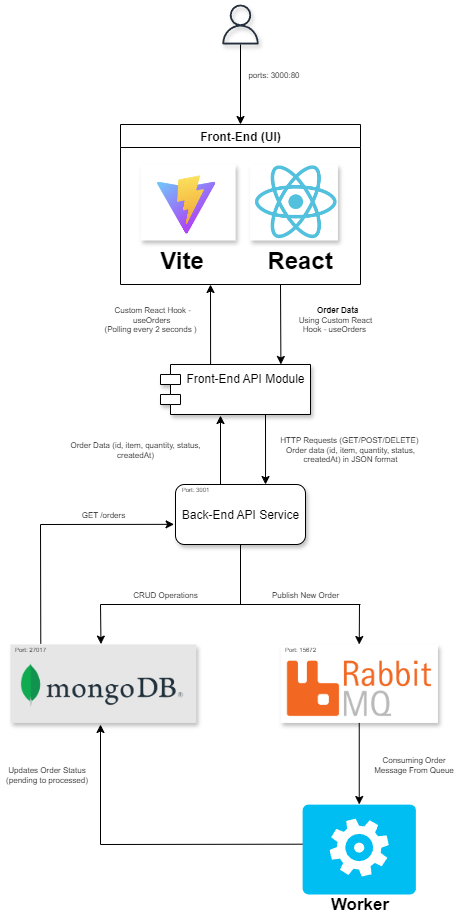 ports: 3000:80
Front-End (UI)
Vite
React
Custom React Hook -
useOrders
(Polling every 2 seconds )
Order Data
Using Custom React
Hook - useOrders
Front-End API Module
Order Data (id, item, quantity, status,
createdAt)
HTTP Requests (GET/POST/DELETE)
Order data (id, item, quantity, status,
createdAt) in JSON format
Port: 3001
Back-End API Service
GET /orders
CRUD Operations
Publish New Order
Port: 27017
mongoDB®
Port: 15672
Rabbit
MQ
Updates Order Status
(pending to processed)
Consuming Order
Message From Queue
Worker